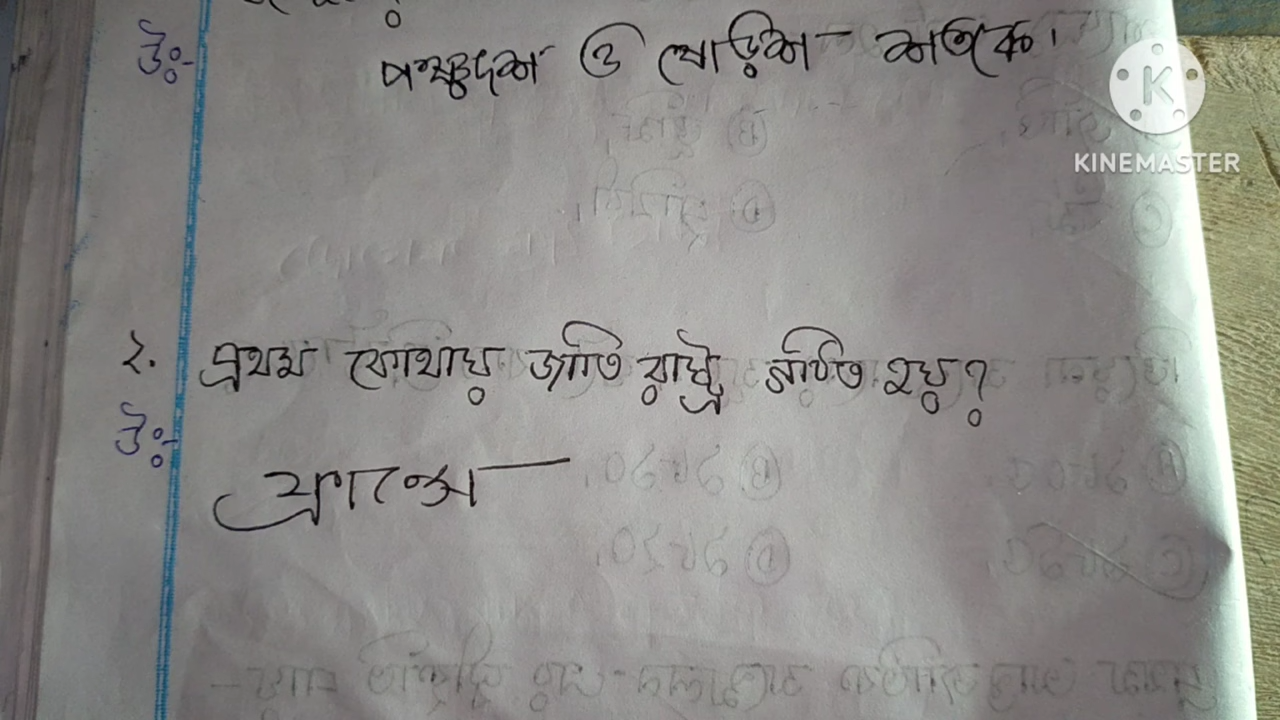 উঃ- পঞ্চদশ ও ষোড়শ শতকে।
KINEMASTER
২. প্রথম কোথায় জাতি রাষ্ট্র গঠিত হয়?
উঃ-
ফ্রান্সে